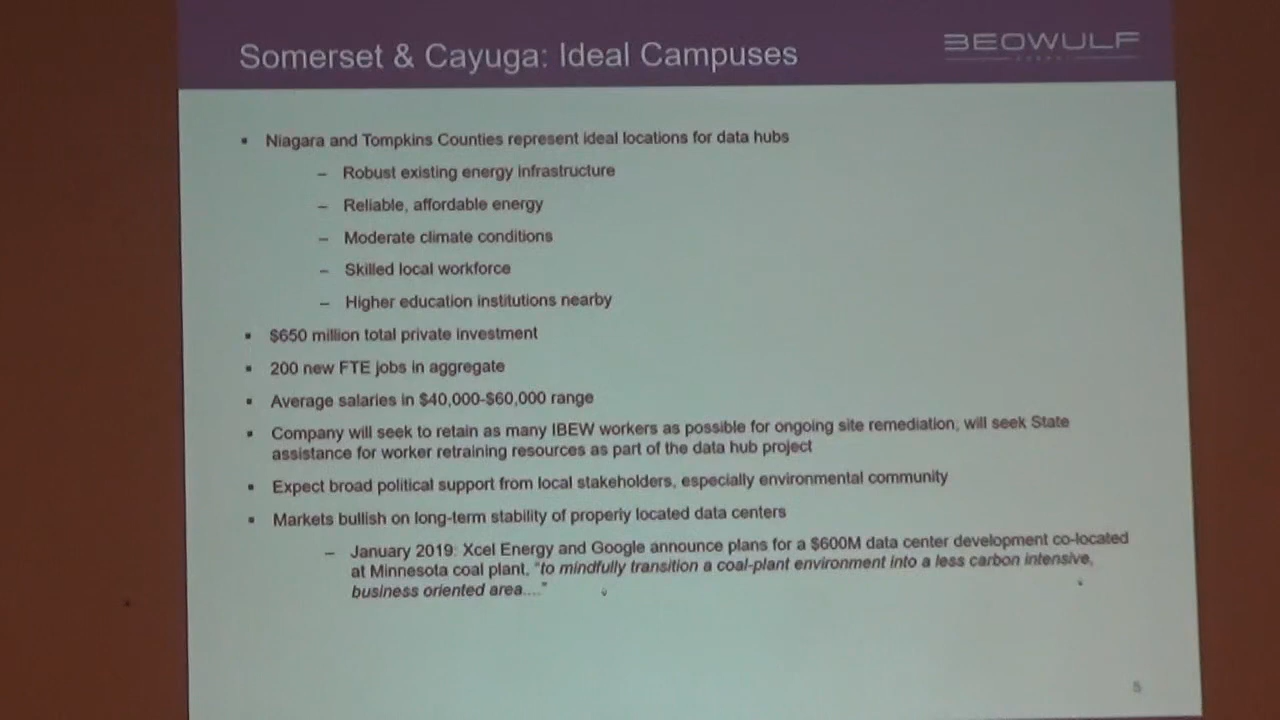 Somerset & Cayuga: Ideal Campuses
BEOWULF
▪ Niagara and Tompkins Counties represent ideal locations for data hubs
– Robust existing energy infrastructure
– Reliable, affordable energy
– Moderate climate conditions
– Skilled local workforce
– Higher education institutions nearby
▪ $650 million total private investment
▪ 200 new FTE jobs in aggregate
▪ Average salaries in $40,000-$60,000 range
▪ Company will seek to retain as many IBEW workers as possible for ongoing site remediation; will seek State
assistance for worker retraining resources as part of the data hub project
▪ Expect broad political support from local stakeholders, especially environmental community
▪ Markets bullish on long-term stability of properly located data centers
– January 2019: Xcel Energy and Google announce plans for a $600M data center development co-located
at Minnesota coal plant, "to mindfully transition a coal-plant environment into a less carbon intensive,
business oriented area...."
5